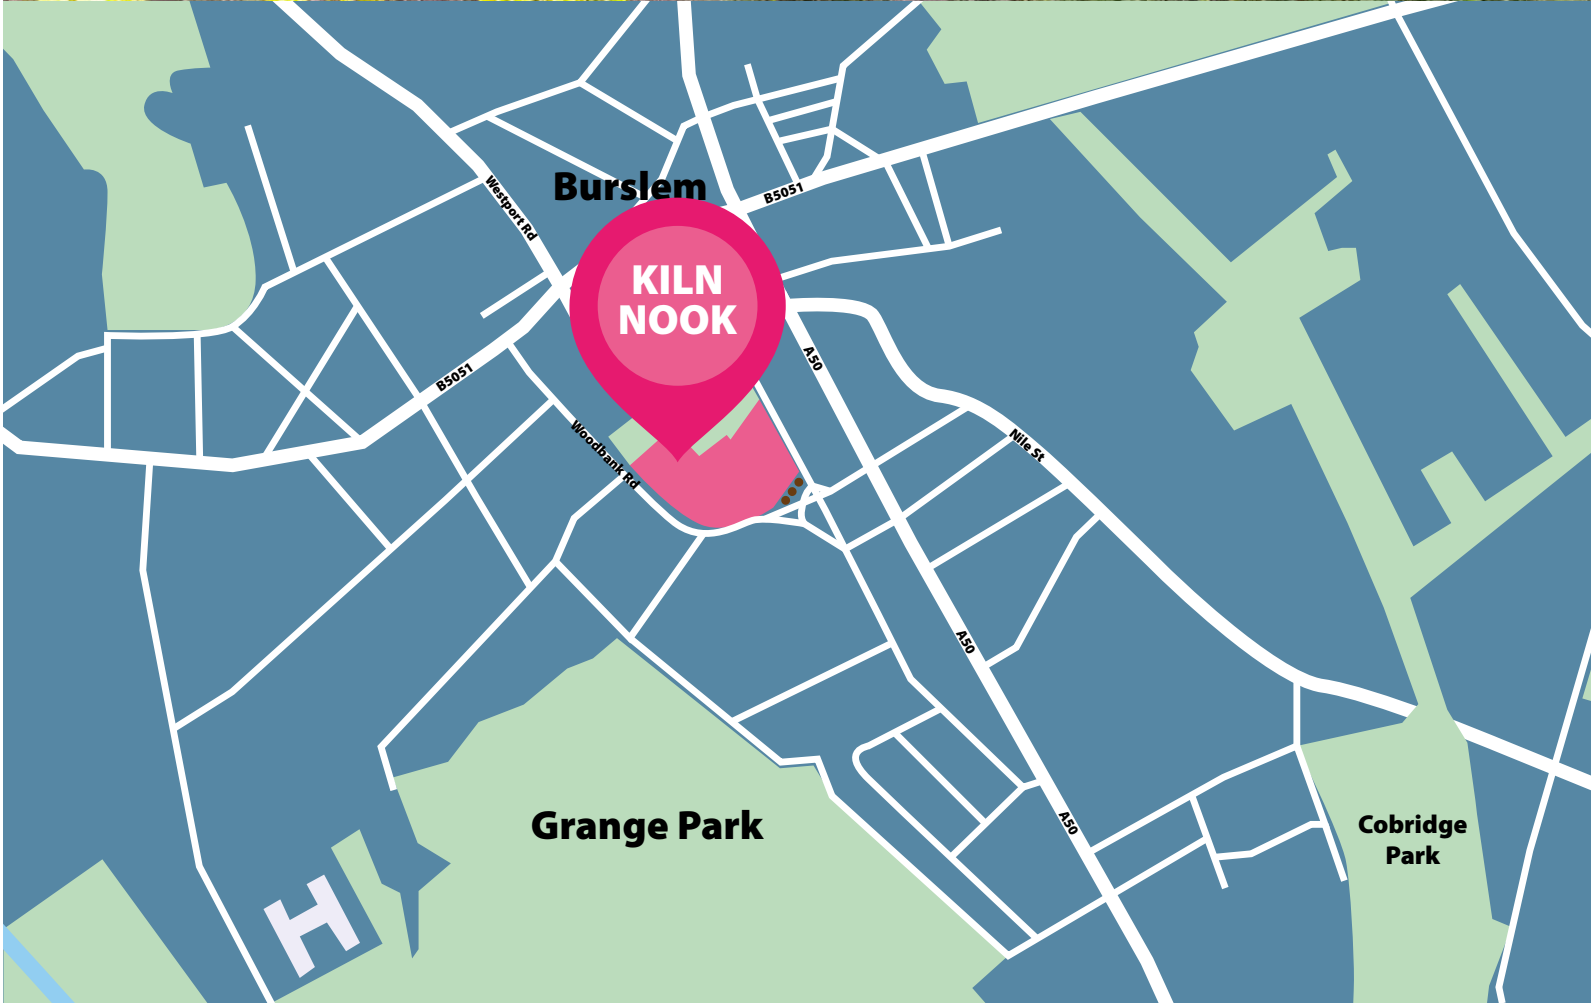 Burslem
Westport Rd
B5051
KILN
NOOK
B5051
A50
Woodbank Rd
Nile St
A50
Grange Park
A50
Cobridge
Park